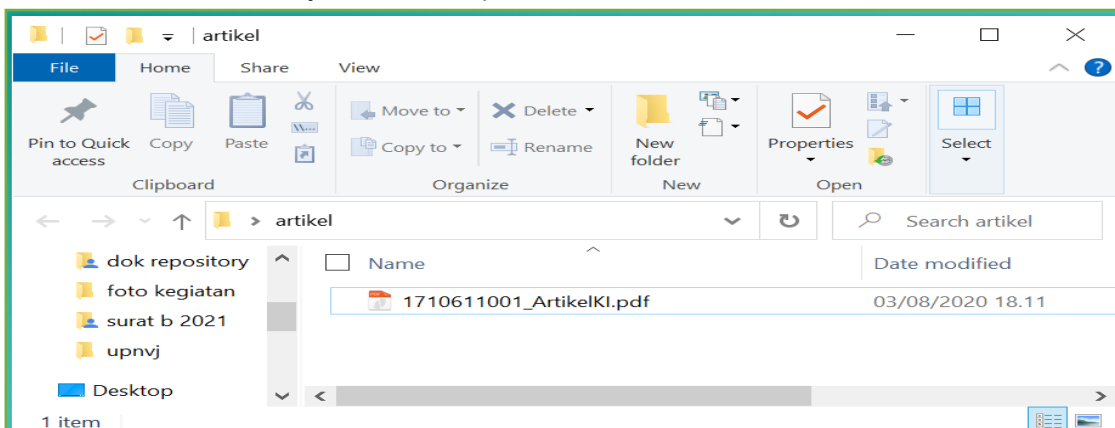 artikel
File Home Share View
Pin to Quick access
Copy
Paste
Clipboard
Move to
Copy to
Delete
Rename
Organize
New folder
New
Properties
Open
Select
artikel
Search artikel
dok repository
foto kegiatan
surat b 2021
upnvj
Desktop
Name Date modified
1710611001_ArtikelKI.pdf 03/08/2020 18.11
1 item